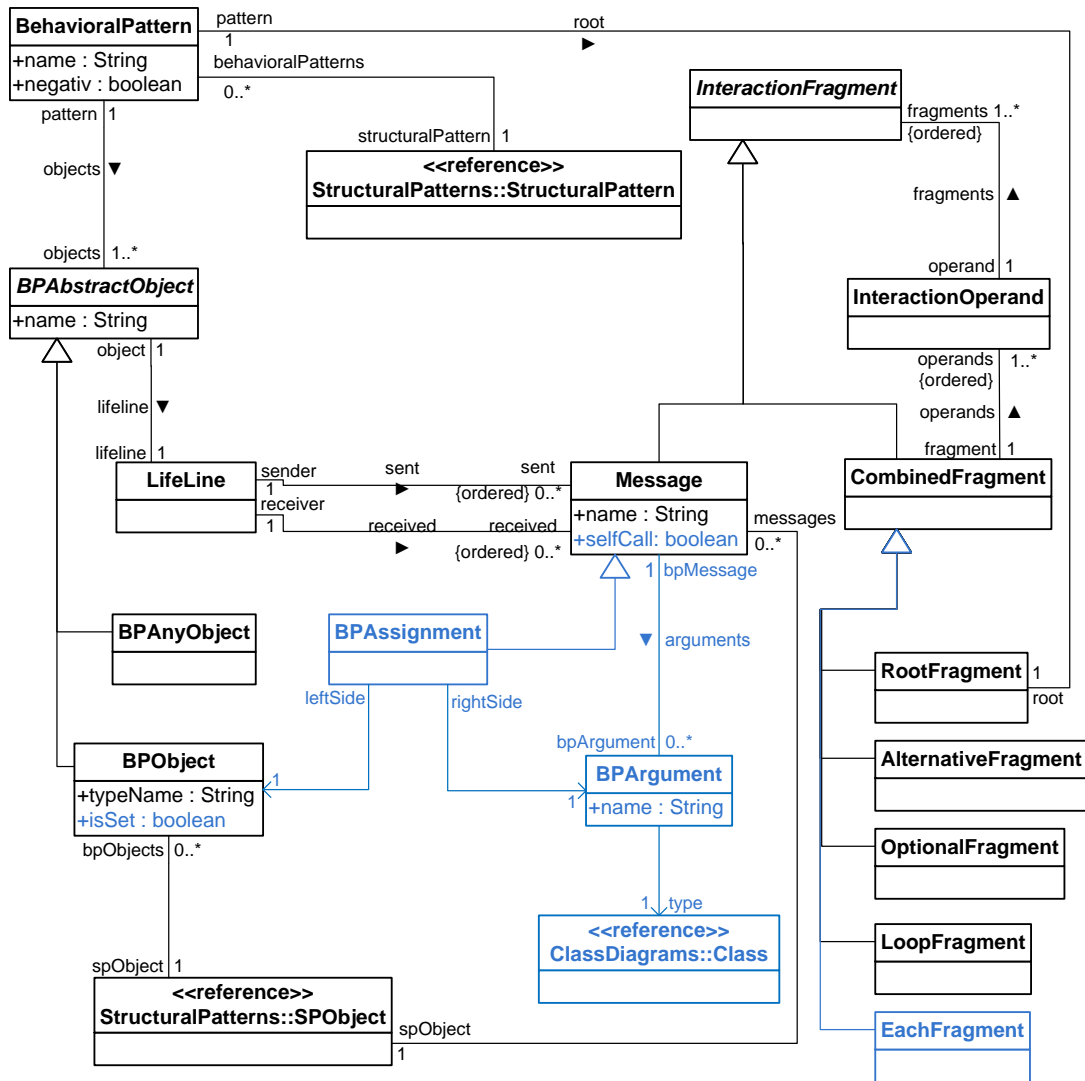 BehavioralPattern
+name : String
+negativ : boolean
pattern
1
root
►
1
behavioralPatterns
0..*
structuralPattern
1
<<reference>>
StructuralPatterns::StructuralPattern
InteractionFragment
fragments 1..*
{ordered}
fragments ▲
operand 1
InteractionOperand
operands 1..*
{ordered}
operands ▲
fragment 1
CombinedFragment
pattern 1
objects ▼
objects 1..*
BPAbstractObject
+name : String
object 1
lifeline ▼
lifeline 1
LifeLine
sender
1
sent
►
sent
{ordered} 0..*
receiver
1
received
►
received
{ordered} 0..*
Message
+name : String
+selfCall: boolean
messages
0..*
1 bpMessage
▼ arguments
bpArgument 0..*
BPAnyObject
BPAssignment
leftSide
rightSide
1
1
BPObject
+typeName : String
+isSet : boolean
bpObjects 0..*
BPArgument
+name : String
1 type
<<reference>>
ClassDiagrams::Class
spObject 1
<<reference>>
StructuralPatterns::SPObject
spObject
1
RootFragment
1
root
AlternativeFragment
OptionalFragment
LoopFragment
EachFragment